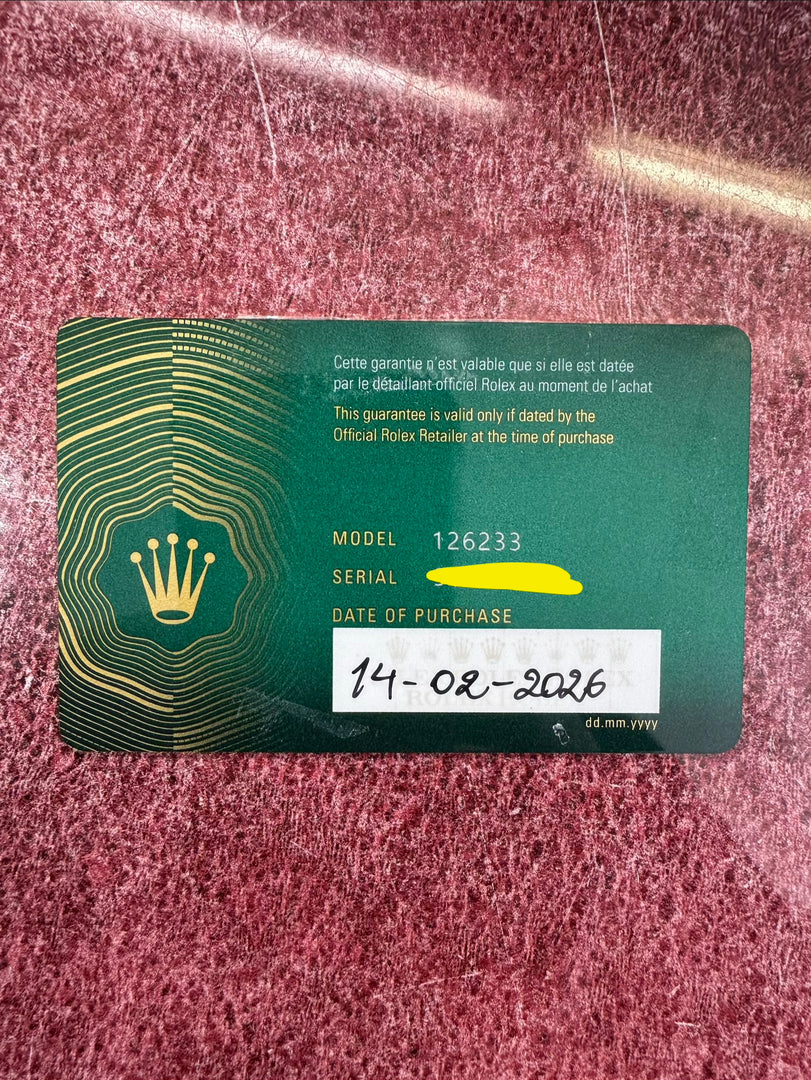 Cette garantie n'est valable que si elle est datée
par le détaillant officiel Rolex au moment de l'achat
This guarantee is valid only if dated by the
Official Rolex Retailer at the time of purchase
MODEL 126233
SERIAL
DATE OF PURCHASE
14-02-2026
dd.mm.yyyy